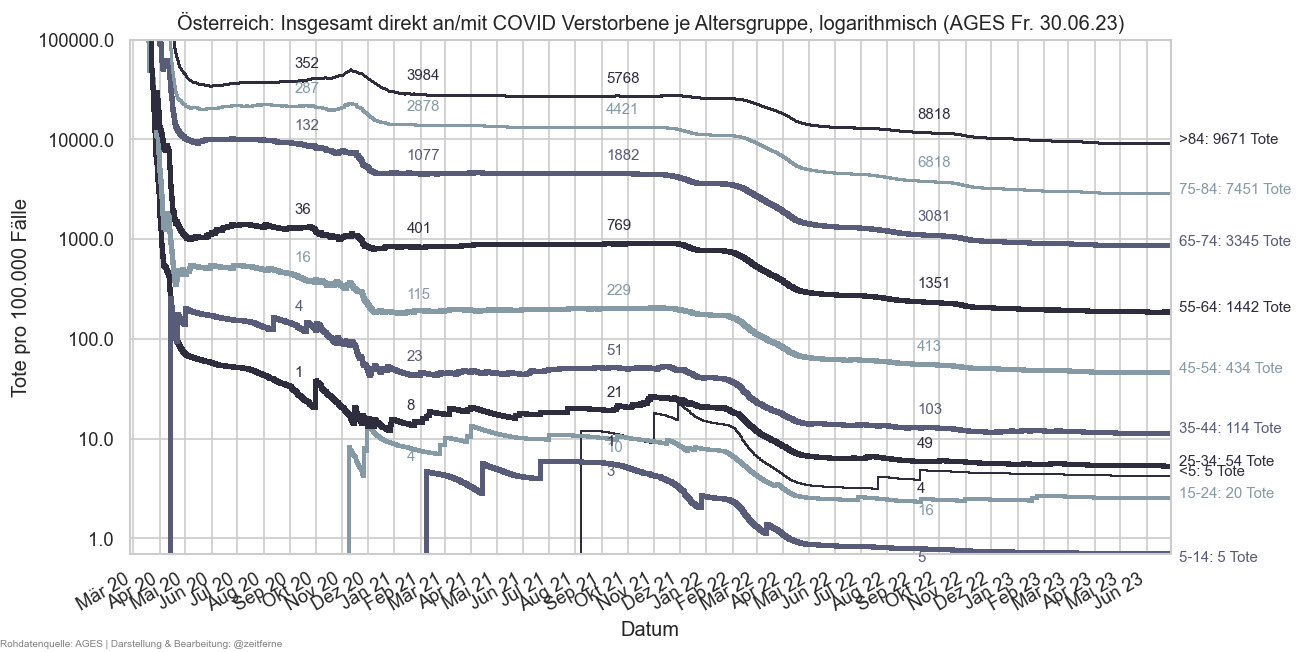 Österreich: Insgesamt direkt an/mit COVID Verstorbene je Altersgruppe, logarithmisch (AGES Fr. 30.06.23)
Tote pro 100.000 Fälle
100000.0
10000.0
1000.0
100.0
10.0
1.0
352
3984
5768
8818
>84: 9671 Tote
287
2878
4421
6818
75-84: 7451 Tote
132
1077
1882
3081
65-74: 3345 Tote
36
401
769
1351
55-64: 1442 Tote
16
115
229
413
45-54: 434 Tote
4
23
51
103
35-44: 114 Tote
1
8
21
49
25-34: 54 Tote
1
4
<5: 5 Tote
4
10
16
15-24: 20 Tote
3
5
5-14: 5 Tote
Mär 20
Apr 20
Mai 20
Jun 20
Jul 20
Aug 20
Sep 20
Okt 20
Nov 20
Dez 20
Jan 21
Feb 21
Mär 21
Apr 21
Mai 21
Jun 21
Jul 21
Aug 21
Sep 21
Okt 21
Nov 21
Dez 21
Jan 22
Feb 22
Mär 22
Apr 22
Mai 22
Jun 22
Jul 22
Aug 22
Sep 22
Okt 22
Nov 22
Dez 22
Jan 23
Feb 23
Mär 23
Apr 23
Mai 23
Jun 23
Datum
Rohdatenquelle: AGES | Darstellung & Bearbeitung: @zeitferne